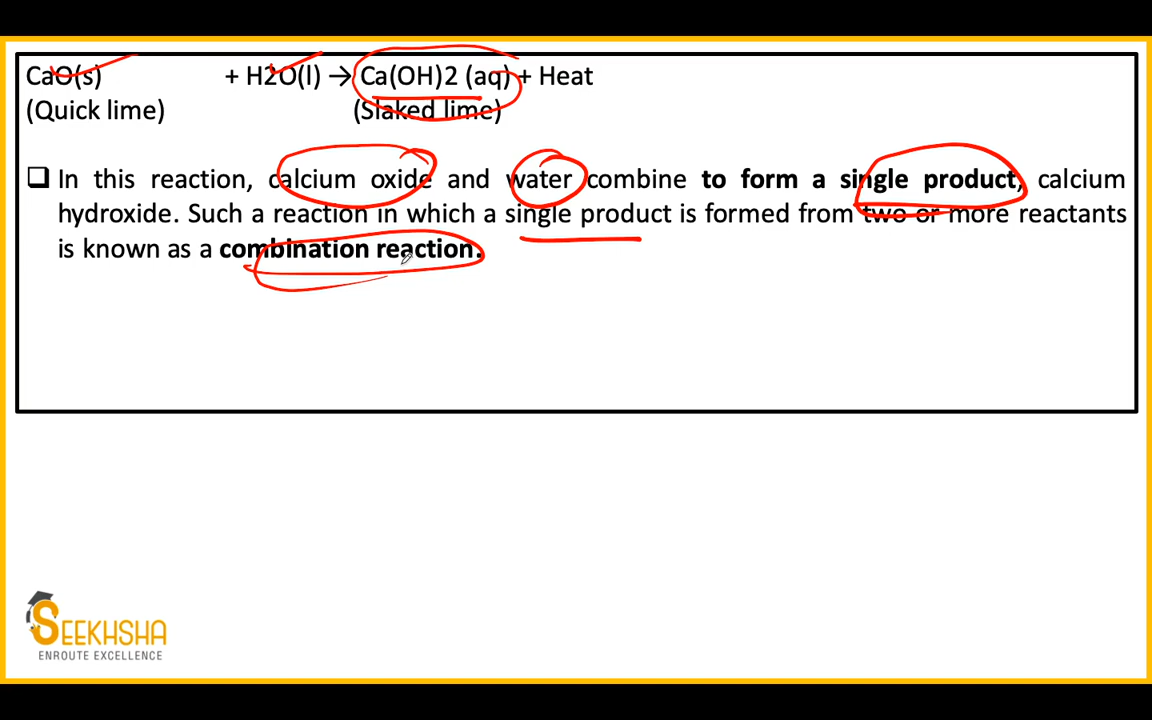 CaO(s) + H2O(l) → Ca(OH)2 (aq) + Heat
(Quick lime) (Slaked lime)
❑ In this reaction, calcium oxide and water combine to form a single product, calcium
hydroxide. Such a reaction in which a single product is formed from two or more reactants
is known as a combination reaction.
SEEKHSHA
ENROUTE EXCELLENCE